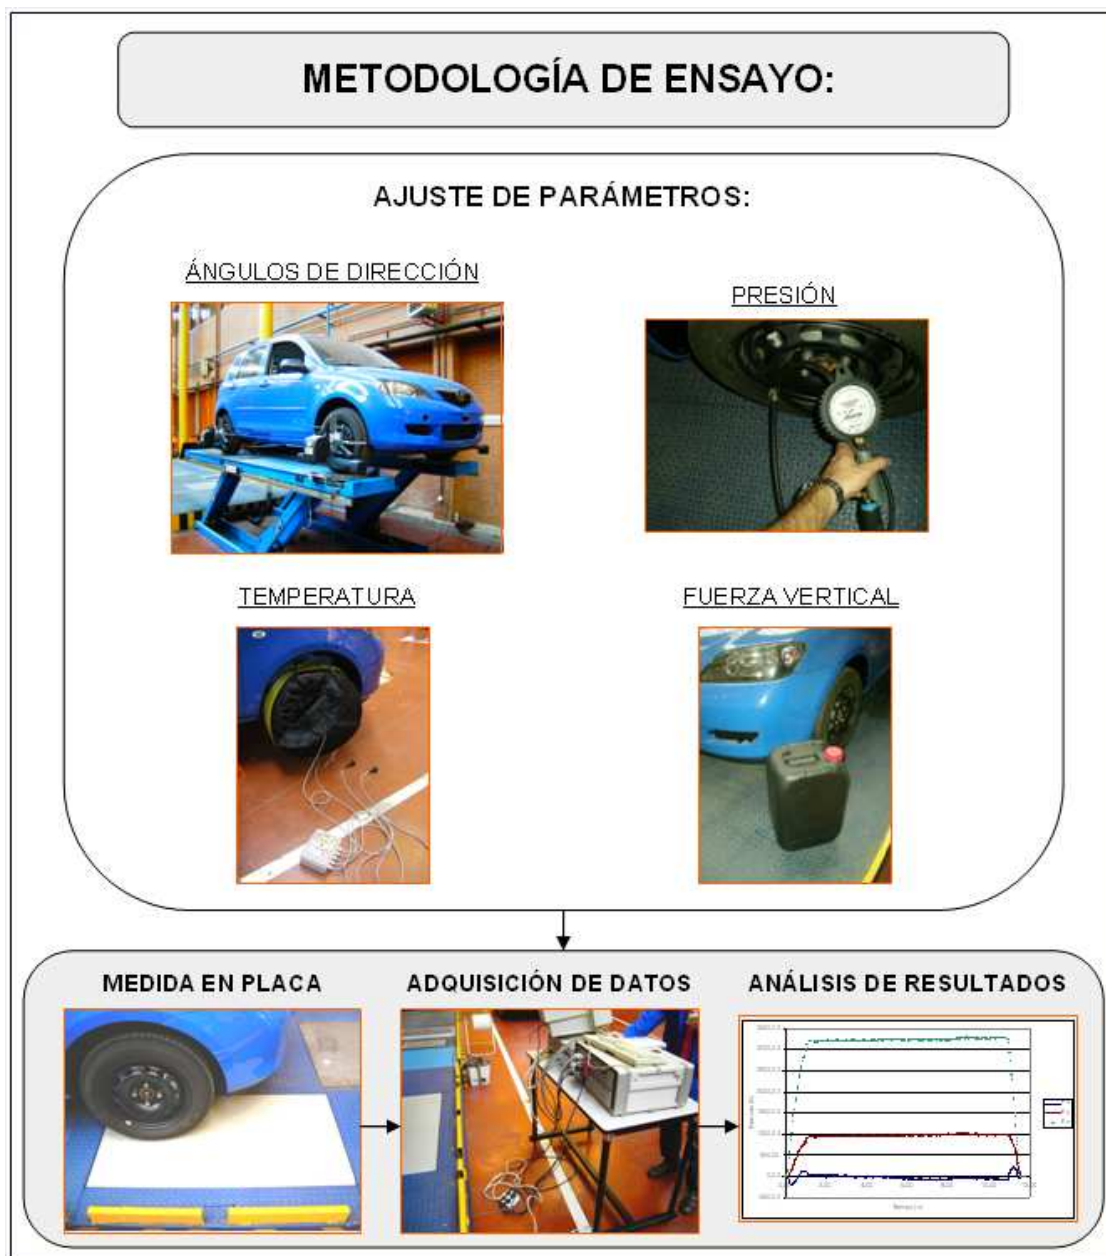 METODOLOGÍA DE ENSAYO:
AJUSTE DE PARÁMETROS:
ÁNGULOS DE DIRECCIÓN
PRESIÓN
TEMPERATURA
FUERZA VERTICAL
MEDIDA EN PLACA
ADQUISICIÓN DE DATOS
ANÁLISIS DE RESULTADOS